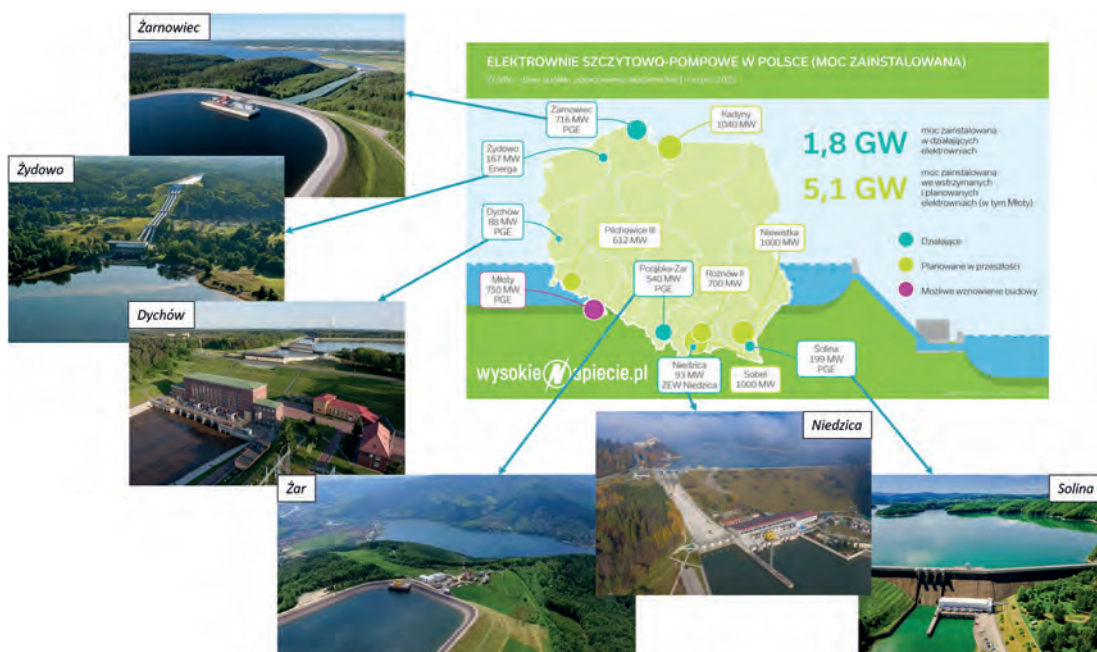 Żarnowiec
ELEKTROWNIE SZCZYTOWO-POMPOWE W POLSCE (MOC ZAINSTALOWANA)
Żarnowiec
716 MW
PGE
Kadyny
1040 MW
1,8 GW
moc zainstalowana
w działających
elektrowniach
Żydowo
Żydowo
167 MW
Energa
5,1 GW
moc zainstalowana
we wstrzymanych
i planowanych
elektrowniach (w tym Młoty)
Dychów
88 MW
PGE
Pilchowice III
612 MW
Niewistka
1000 MW
Działające
Planowane w przeszłości
Możliwe wznowienie budowy
Młoty
750 MW
PGE
Porąbka-Żar
540 MW
PGE
Rożnów II
700 MW
Dychów
wysokieNapiecie.pl
Niedzica
93 MW
ZEW Niedzica
Sobel
1000 MW
Solina
199 MW
PGE
Niedzica
Żar
Solina